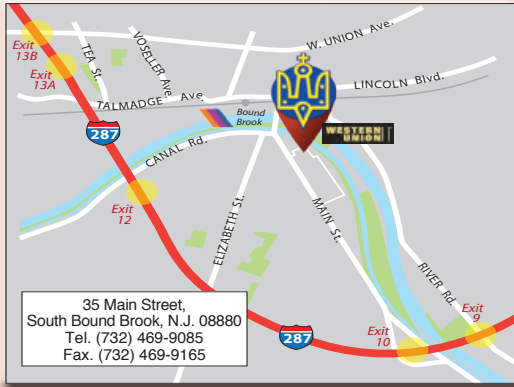 Exit
13B
Exit
13A
TEA St.
VOSELLER Ave.
W. UNION Ave.
LINCOLN Blvd.
TALMADGE Ave.
Bound
Brook
WESTERN
UNION
287
CANAL Rd.
Exit
12
ELIZABETH St.
MAIN St.
RIVER Rd.
Exit
9
Exit
10
287
35 Main Street,
South Bound Brook, N.J. 08880
Tel. (732) 469-9085
Fax. (732) 469-9165